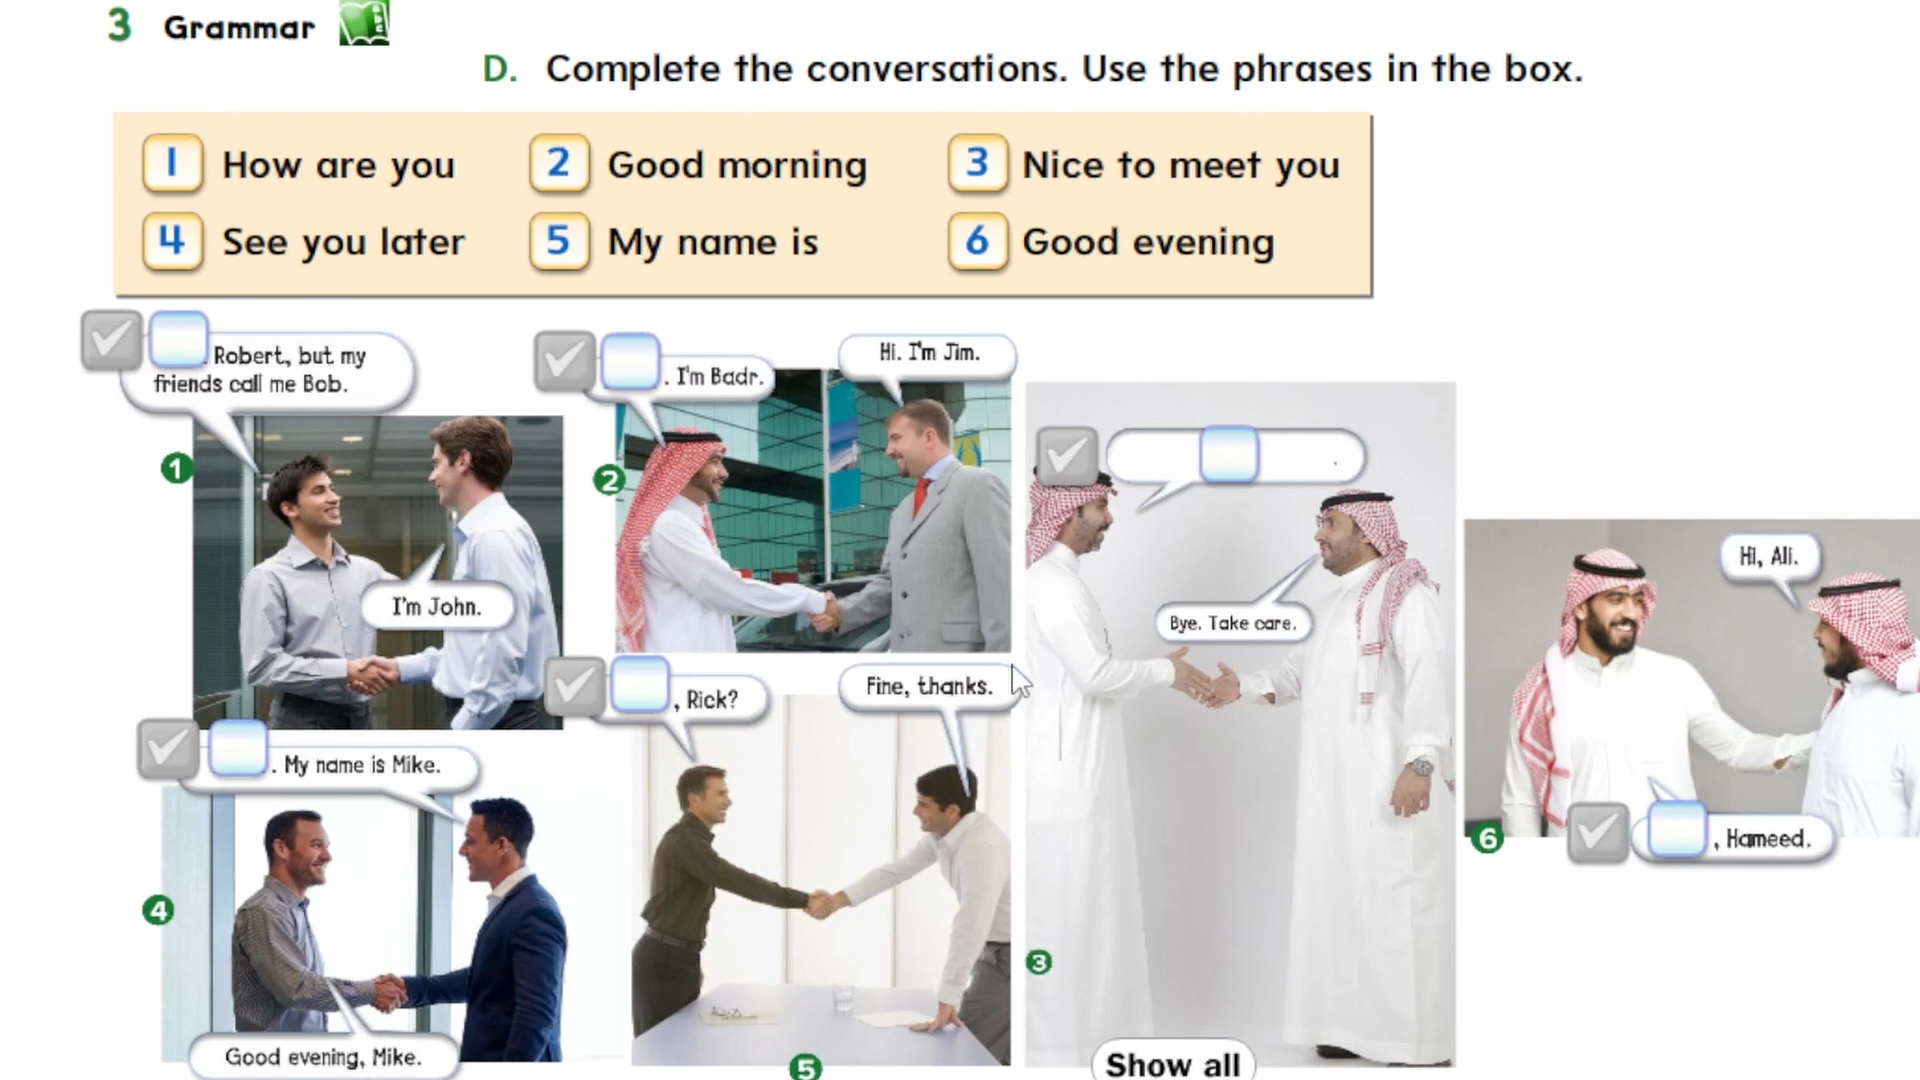 3 Grammar
D. Complete the conversations. Use the phrases in the box.
1 How are you 2 Good morning 3 Nice to meet you
4 See you later 5 My name is 6 Good evening
. Robert, but my
friends call me Bob.
I'm John.
1
. I'm Badr.
Hi. I'm Jim.
2
.
Bye. Take care.
3
. My name is Mike.
Good evening, Mike.
4
, Rick?
Fine, thanks.
5
Hi, Ali.
, Hameed.
6
Show all